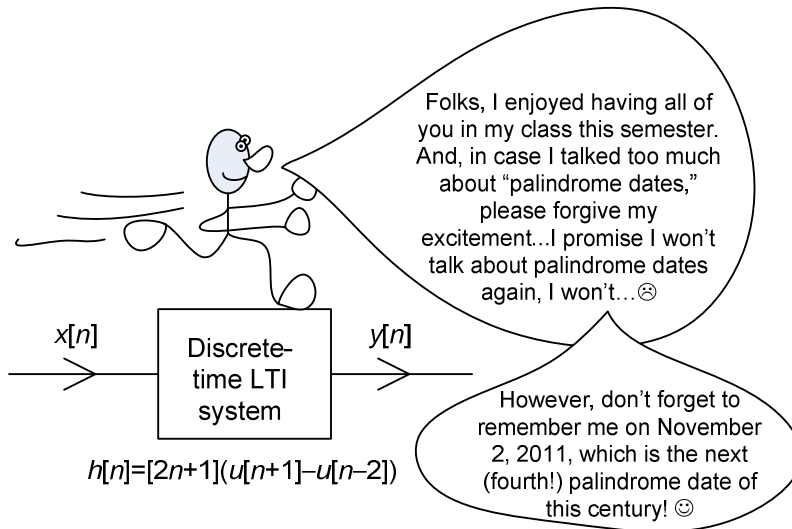 Folks, I enjoyed having all of
you in my class this semester.
And, in case I talked too much
about “palindrome dates,”
please forgive my
excitement...I promise I won’t
talk about palindrome dates
again, I won’t...☹
x[n]
Discrete-
time LTI
system
y[n]
h[n]=[2n+1](u[n+1]–u[n-2])
However, don’t forget to
remember me on November
2, 2011, which is the next
(fourth!) palindrome date of
this century! ☺